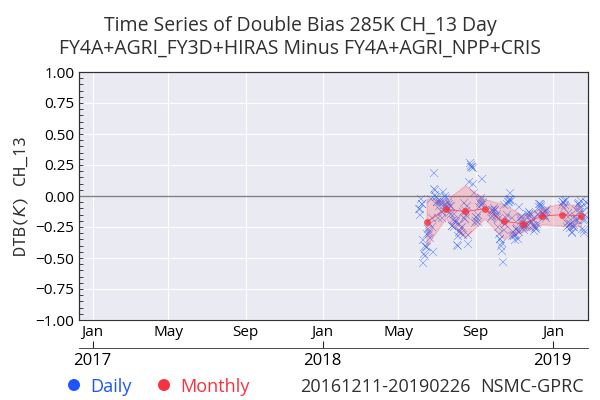 Time Series of Double Bias 285K CH_13 Day
FY4A+AGRI_FY3D+HIRAS Minus FY4A+AGRI_NPP+CRIS
DTB(K) CH_13
1.00
0.75
0.50
0.25
0.00
−0.25
−0.50
−0.75
−1.00
Jan May Sep Jan May Sep Jan
2017 2018 2019
Daily Monthly 20161211-20190226 NSMC-GPRC